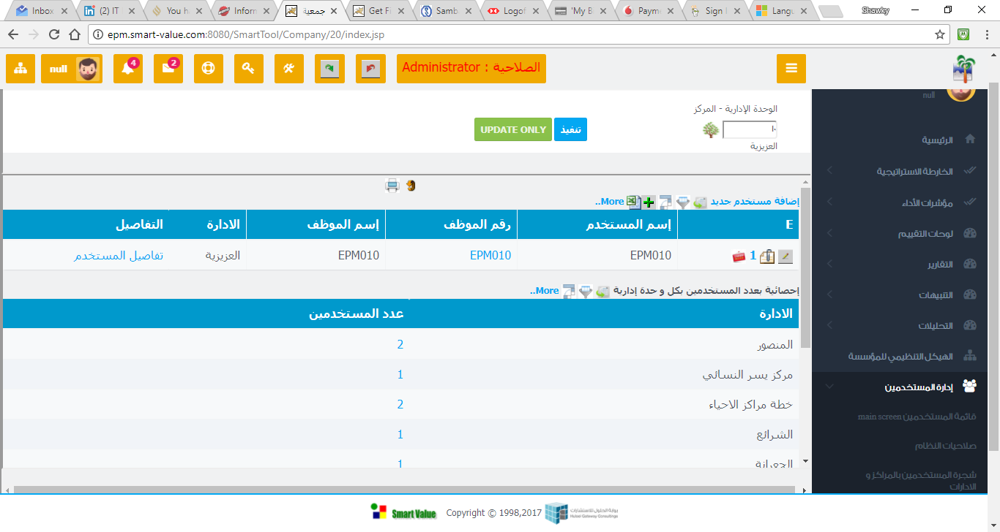 Inbox
(2) IT
You h
Inforn
جمعية
Get Fi
Samb
Logof
'My B
Paym
Sign I
Langu
Shawky
epm.smart-value.com:8080/SmartTool/Company/20/index.jsp
null
4
2
الصلاحية : Administrator
null
الوحدة الإدارية - المركز
العزيزية
تنفيذ
UPDATE ONLY
إضافة مستخدم جديد
More..
E
إسم المستخدم
رقم الموظف
إسم الموظف
الادارة
التفاصيل
1
EPM010
EPM010
EPM010
العزيزية
تفاصيل المستخدم
إحصائية بعدد المستخدمين بكل و حدة إدارية
More..
الادارة
عدد المستخدمين
المنصور
2
مركز يسر النسائي
1
خطة مراكز الاحياء
2
الشرائع
1
الجعرانة
1
الرئيسية
الخارطة الاستراتيجية
مؤشرات الأداء
لوحات التقييم
التقارير
التنبيهات
التحليلات
الهيكل التنظيمي للمؤسسة
إدارة المستخدمين
قائمة المستخدمين main screen
صلاحيات النظام
شجرة المستخدمين بالمراكز و
الادارات
Smart Value
Copyright © 1998,2017
بوابة الحلول للاستشارات
Hulool Gateway Consultings